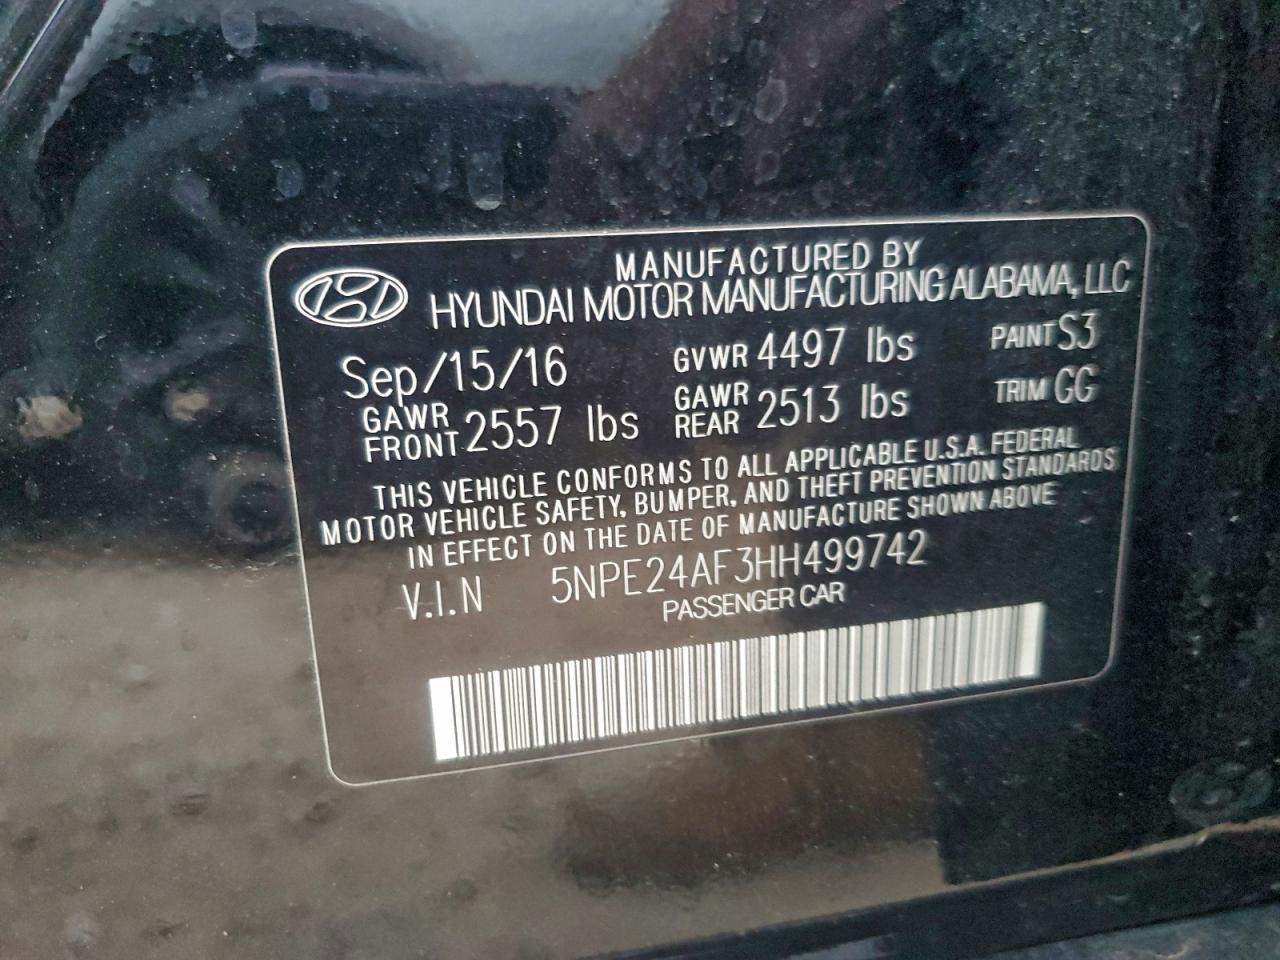 MANUFACTURED BY
HYUNDAI MOTOR MANUFACTURING ALABAMA, LLC
Sep/15/16 GVWR 4497 lbs PAINT S3
GAWR FRONT 2557 lbs GAWR REAR 2513 lbs TRIM GG
THIS VEHICLE CONFORMS TO ALL APPLICABLE U.S.A. FEDERAL
MOTOR VEHICLE SAFETY, BUMPER, AND THEFT PREVENTION STANDARDS
IN EFFECT ON THE DATE OF MANUFACTURE SHOWN ABOVE
V.I.N 5NPE24AF3HH499742
PASSENGER CAR